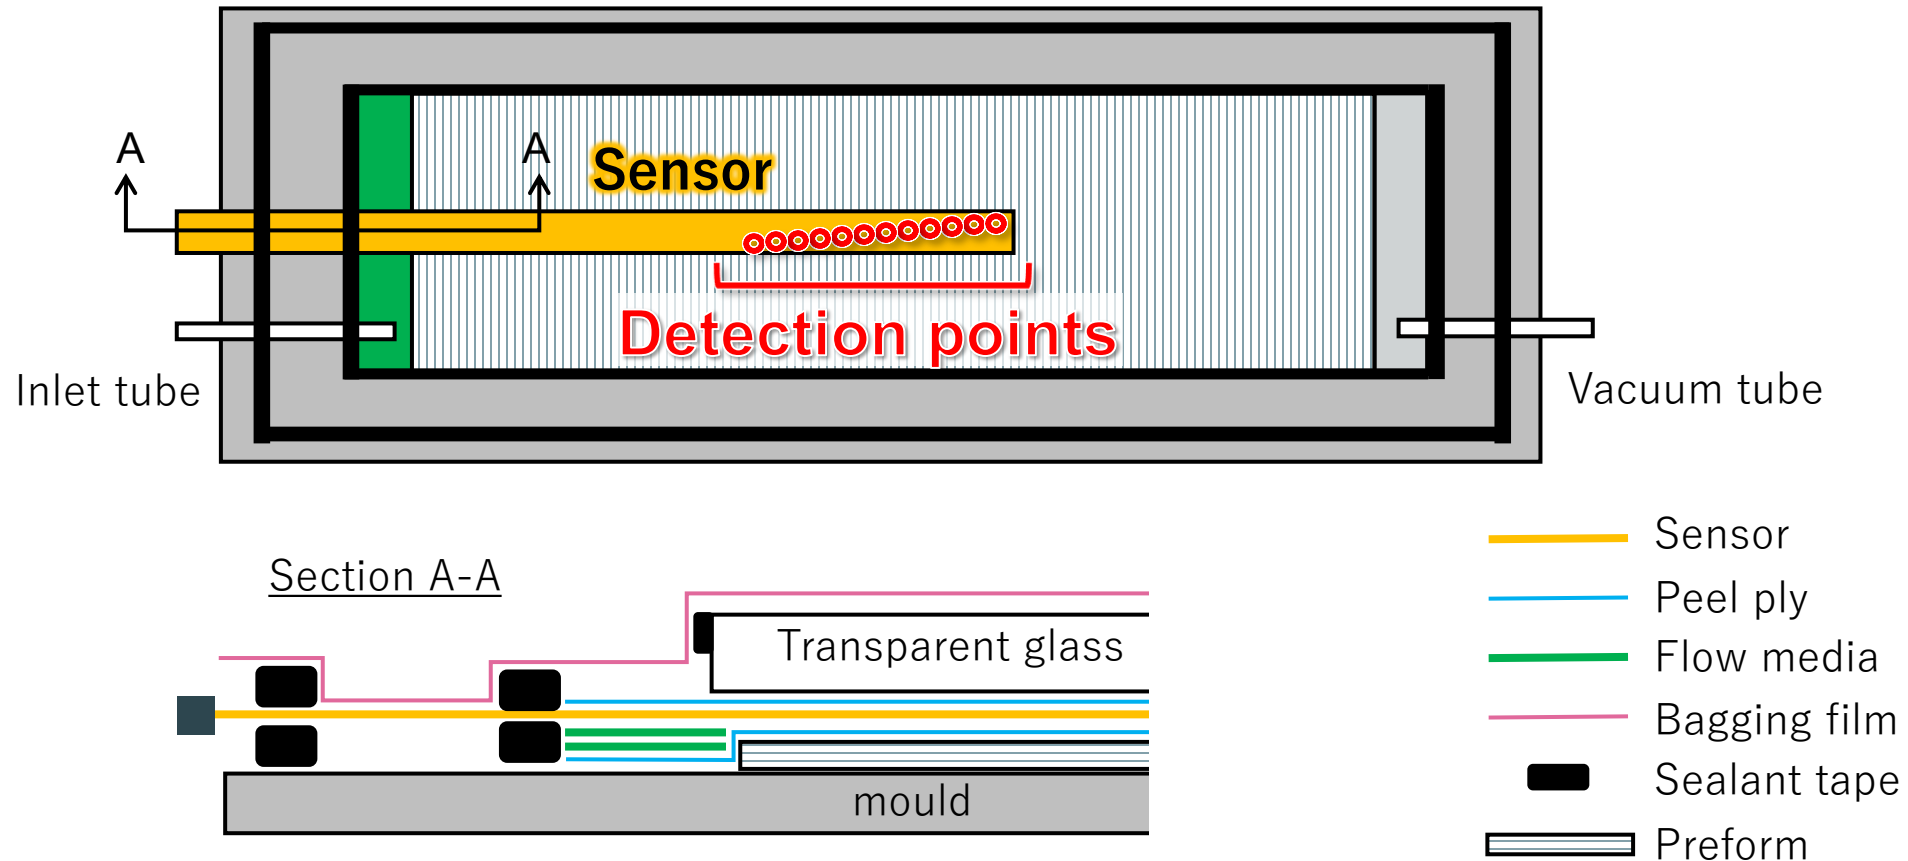 A
A
Sensor
Detection points
Inlet tube
Vacuum tube
Section A-A
Transparent glass
mould
Sensor
Peel ply
Flow media
Bagging film
Sealant tape
Preform